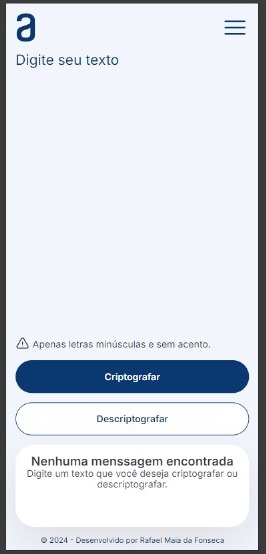 a
Digite seu texto
Apenas letras minúsculas e sem acento.
Criptografar
Descriptografar
Nenhuma menssagem encontrada
Digite um texto que você deseja criptografar ou
descriptografar.
© 2024 - Desenvolvido por Rafael Maia da Fonseca